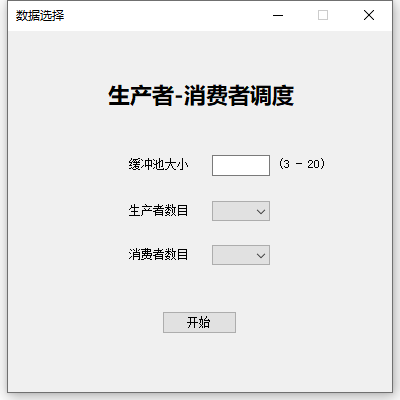 数据选择
生产者-消费者调度
缓冲池大小 (3 - 20)
生产者数目
消费者数目
开始